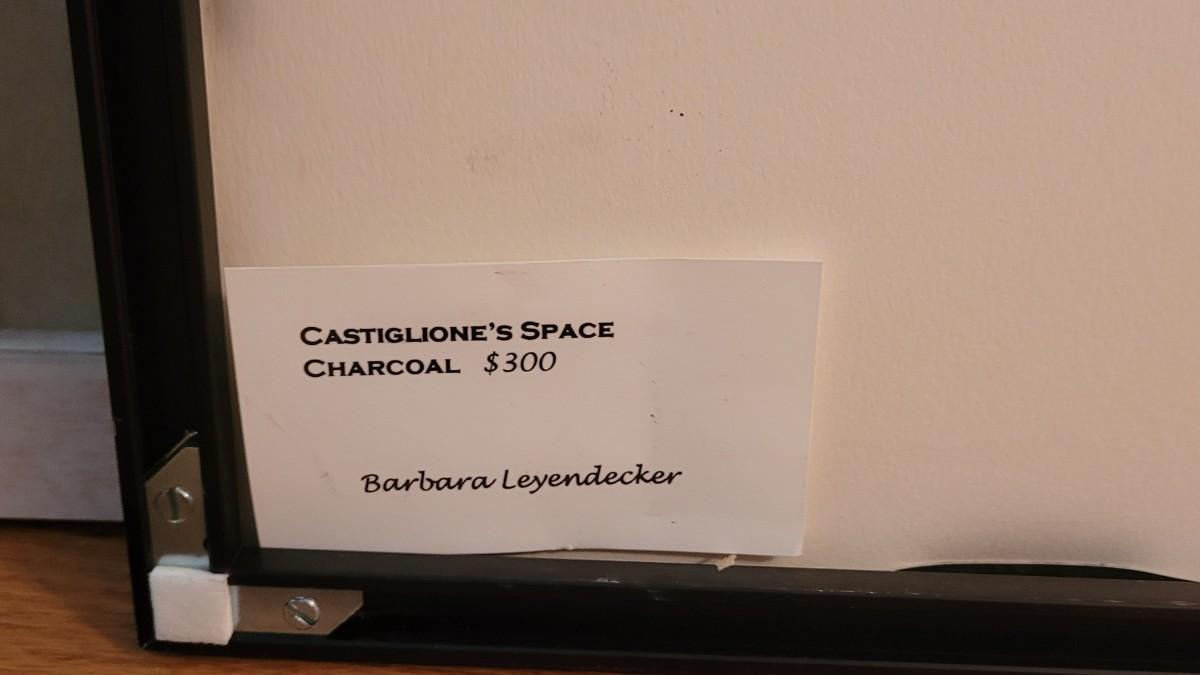 CASTIGLIONE'S SPACE
CHARCOAL $300
Barbara Leyendecker